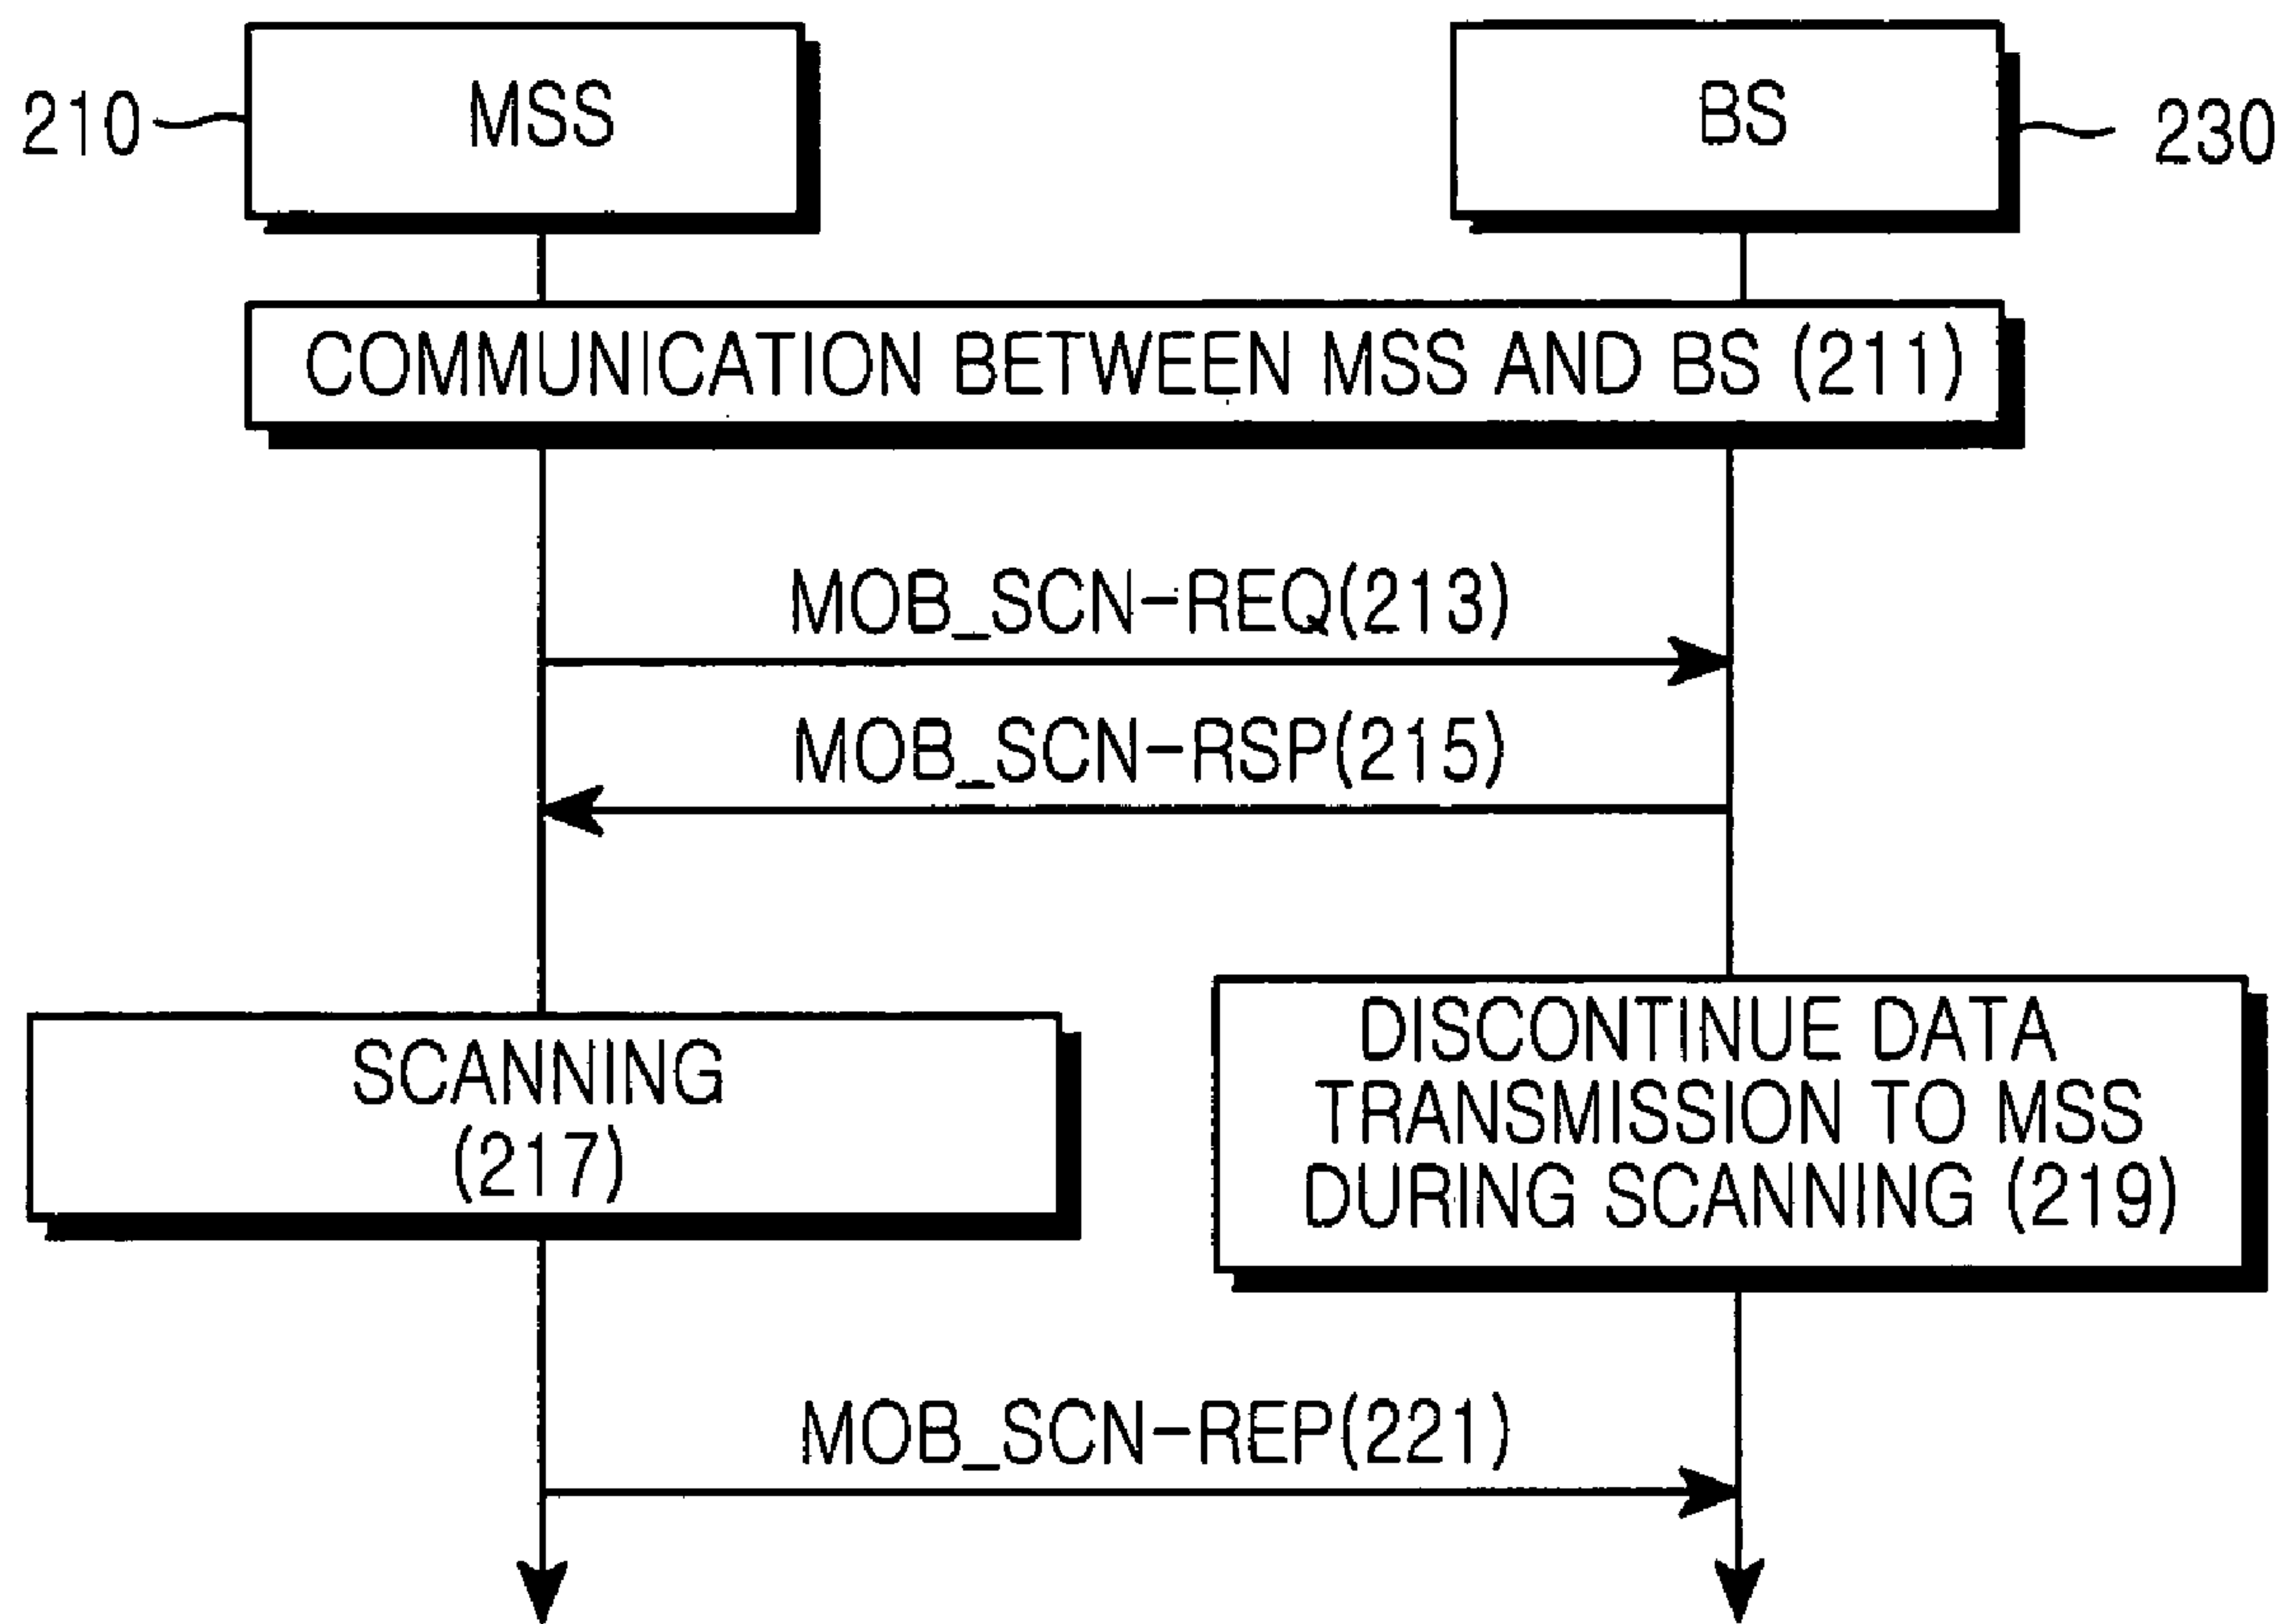 210
MSS
BS
230
COMMUNICATION BETWEEN MSS AND BS (211)
MOB_SCN-REQ(213)
MOB_SCN-RSP(215)
SCANNING
(217)
DISCONTINUE DATA
TRANSMISSION TO MSS
DURING SCANNING (219)
MOB_SCN-REP(221)